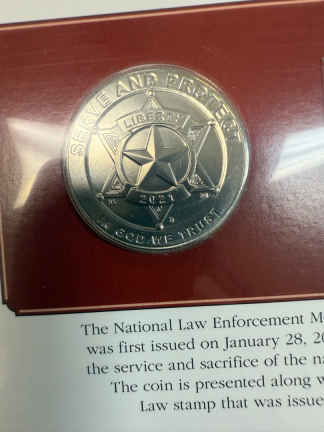 SERVE AND PROTECT
LIBERTY
2021
IN GOD WE TRUST
The National Law Enforcement M
was first issued on January 28, 20
the service and sacrifice of the na
The coin is presented along w
Law stamp that was issue